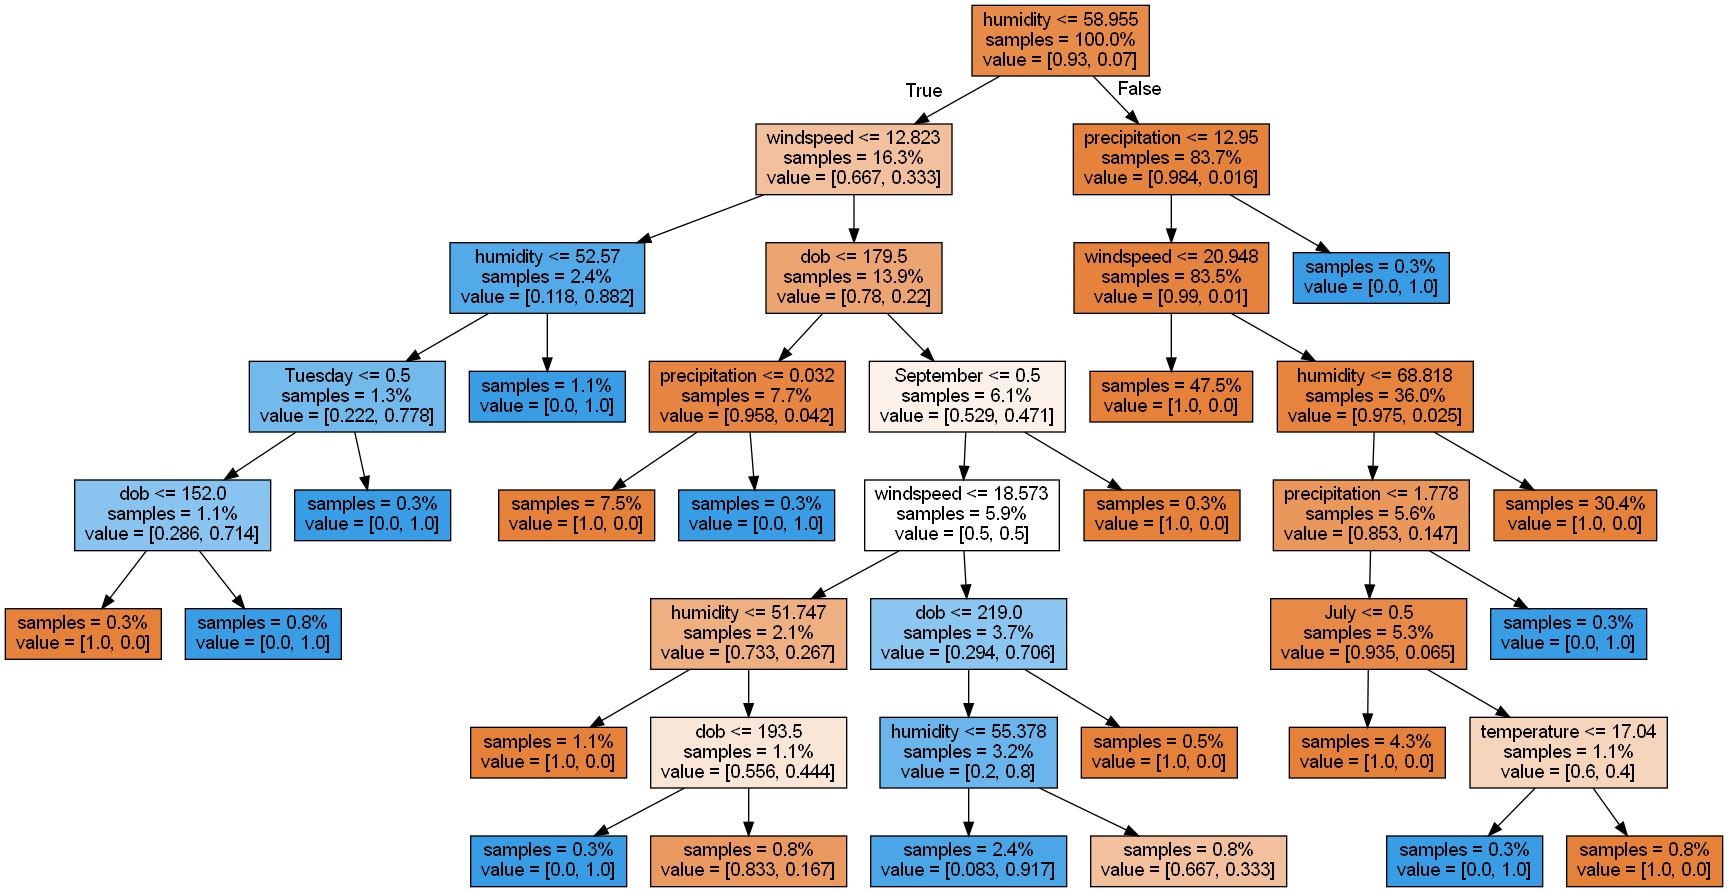 humidity <= 58.955
samples = 100.0%
value = [0.93, 0.07]
True
False
windspeed <= 12.823
samples = 16.3%
value = [0.667, 0.333]
precipitation <= 12.95
samples = 83.7%
value = [0.984, 0.016]
humidity <= 52.57
samples = 2.4%
value = [0.118, 0.882]
dob <= 179.5
samples = 13.9%
value = [0.78, 0.22]
windspeed <= 20.948
samples = 83.5%
value = [0.99, 0.01]
samples = 0.3%
value = [0.0, 1.0]
Tuesday <= 0.5
samples = 1.3%
value = [0.222, 0.778]
samples = 1.1%
value = [0.0, 1.0]
precipitation <= 0.032
samples = 7.7%
value = [0.958, 0.042]
September <= 0.5
samples = 6.1%
value = [0.529, 0.471]
samples = 47.5%
value = [1.0, 0.0]
humidity <= 68.818
samples = 36.0%
value = [0.975, 0.025]
dob <= 152.0
samples = 1.1%
value = [0.286, 0.714]
samples = 0.3%
value = [0.0, 1.0]
samples = 7.5%
value = [1.0, 0.0]
samples = 0.3%
value = [0.0, 1.0]
windspeed <= 18.573
samples = 5.9%
value = [0.5, 0.5]
samples = 0.3%
value = [1.0, 0.0]
precipitation <= 1.778
samples = 5.6%
value = [0.853, 0.147]
samples = 30.4%
value = [1.0, 0.0]
samples = 0.3%
value = [1.0, 0.0]
samples = 0.8%
value = [0.0, 1.0]
humidity <= 51.747
samples = 2.1%
value = [0.733, 0.267]
dob <= 219.0
samples = 3.7%
value = [0.294, 0.706]
July <= 0.5
samples = 5.3%
value = [0.935, 0.065]
samples = 0.3%
value = [0.0, 1.0]
samples = 1.1%
value = [1.0, 0.0]
dob <= 193.5
samples = 1.1%
value = [0.556, 0.444]
humidity <= 55.378
samples = 3.2%
value = [0.2, 0.8]
samples = 0.5%
value = [1.0, 0.0]
samples = 4.3%
value = [1.0, 0.0]
temperature <= 17.04
samples = 1.1%
value = [0.6, 0.4]
samples = 0.3%
value = [0.0, 1.0]
samples = 0.8%
value = [0.833, 0.167]
samples = 2.4%
value = [0.083, 0.917]
samples = 0.8%
value = [0.667, 0.333]
samples = 0.3%
value = [0.0, 1.0]
samples = 0.8%
value = [1.0, 0.0]